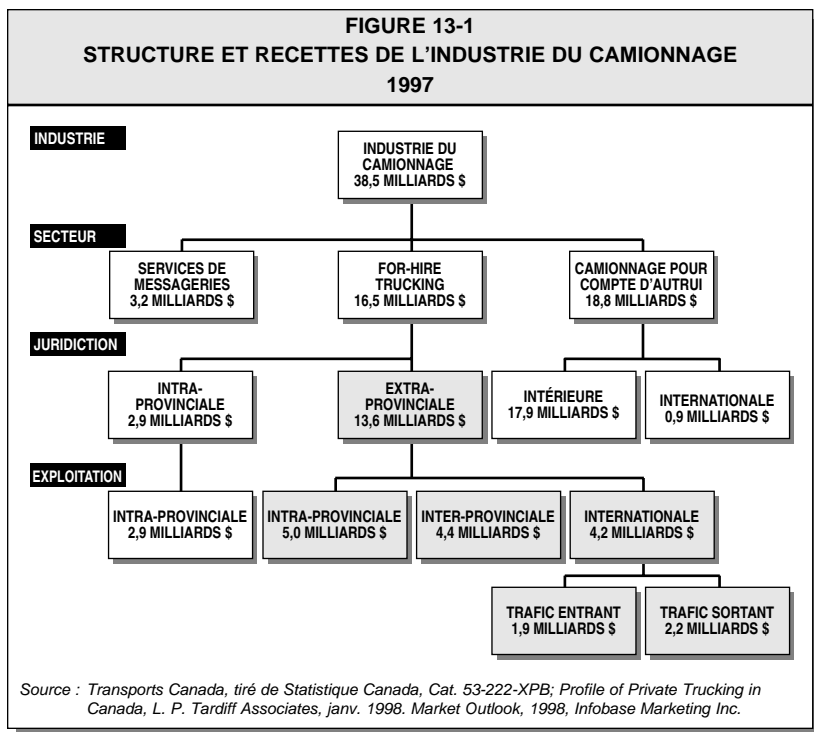 FIGURE 13-1
STRUCTURE ET RECETTES DE L'INDUSTRIE DU CAMIONNAGE
1997
INDUSTRIE
INDUSTRIE DU
CAMIONNAGE
38,5 MILLIARDS $
SECTEUR
SERVICES DE
MESSAGERIES
3,2 MILLIARDS $
FOR-HIRE
TRUCKING
16,5 MILLIARDS $
CAMIONNAGE POUR
COMPTE D'AUTRUI
18,8 MILLIARDS $
JURIDICTION
INTRA-
PROVINCIALE
2,9 MILLIARDS $
EXTRA-
PROVINCIALE
13,6 MILLIARDS $
INTÉRIEURE
17,9 MILLIARDS $
INTERNATIONALE
0,9 MILLIARDS $
EXPLOITATION
INTRA-PROVINCIALE
2,9 MILLIARDS $
INTRA-PROVINCIALE
5,0 MILLIARDS $
INTER-PROVINCIALE
4,4 MILLIARDS $
INTERNATIONALE
4,2 MILLIARDS $
TRAFIC ENTRANT
1,9 MILLIARDS $
TRAFIC SORTANT
2,2 MILLIARDS $
Source : Transports Canada, tiré de Statistique Canada, Cat. 53-222-XPB; Profile of Private Trucking in
Canada, L. P. Tardiff Associates, janv. 1998. Market Outlook, 1998, Infobase Marketing Inc.